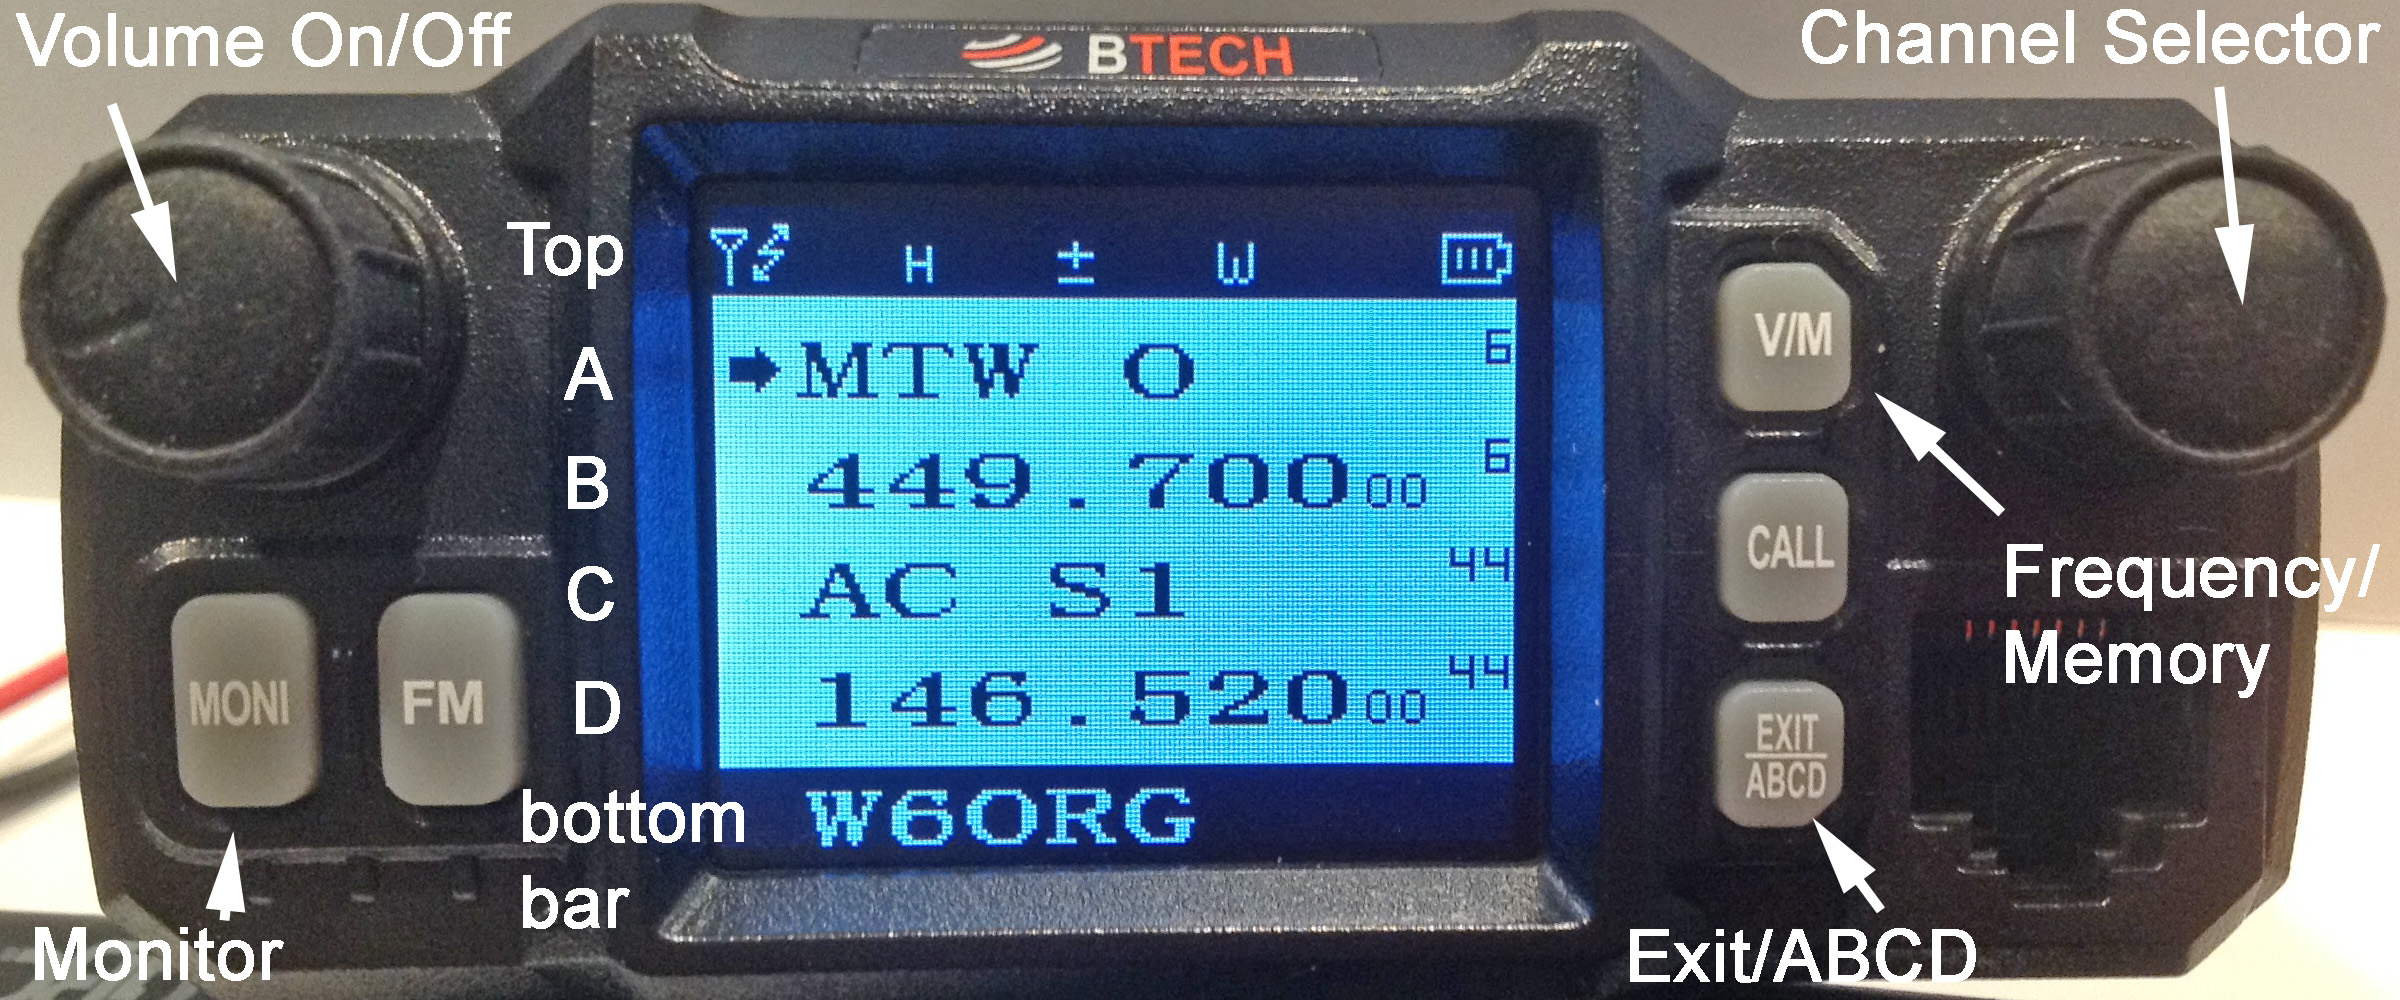 Volume On/Off
BTECH
Channel Selector
Top
H ± W
A
MTW O 6
B
449.70000 6
C
AC S1 44
D
146.52000 44
bottom
bar
W6ORG
V/M
CALL
EXIT
ABCD
MONI
FM
Frequency/
Memory
Monitor
Exit/ABCD